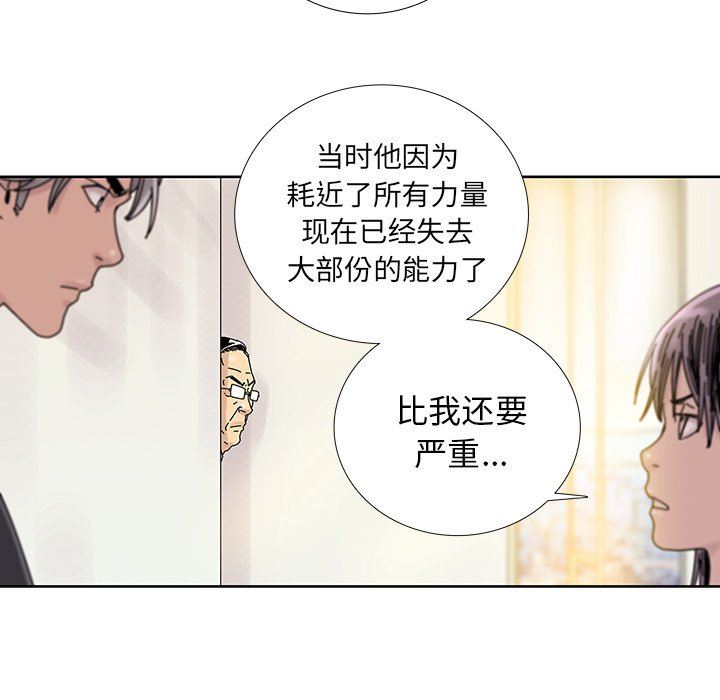 当时他因为
耗近了所有力量
现在已经失去
大部份的能力了
比我还要
严重...